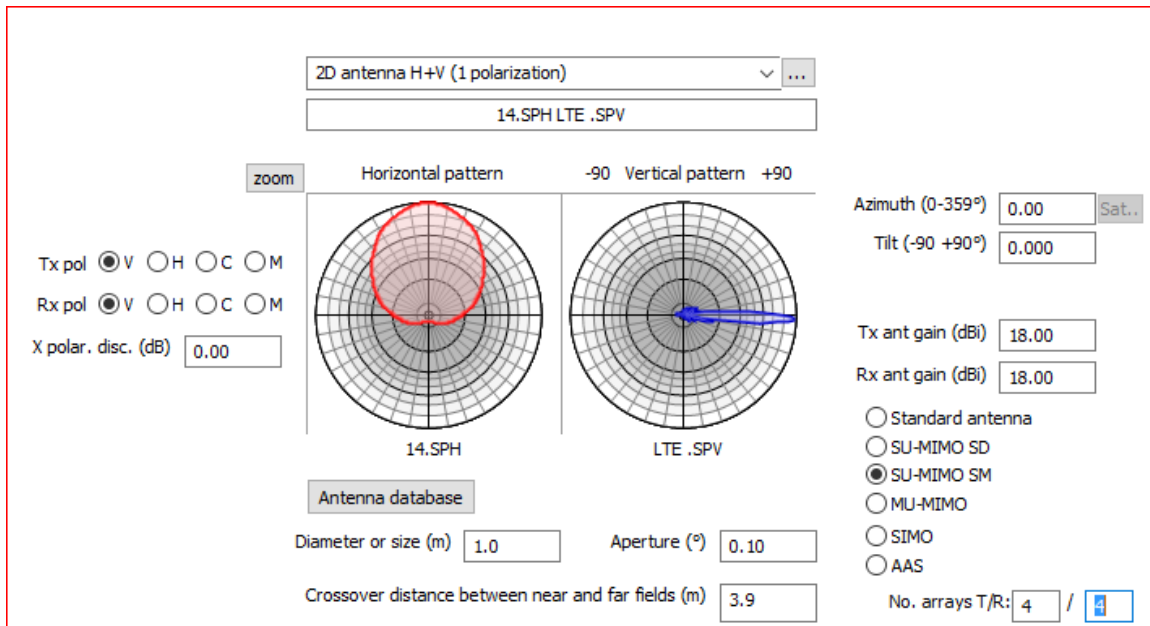 2D antenna H+V (1 polarization)
...
14.SPH LTE .SPV
zoom
Horizontal pattern
-90 Vertical pattern +90
Azimuth (0-359°) 0.00 Sat..
Tilt (-90 +90°) 0.000
Tx pol V H C M
Rx pol V H C M
X polar. disc. (dB) 0.00
Tx ant gain (dBi) 18.00
Rx ant gain (dBi) 18.00
Standard antenna
SU-MIMO SD
SU-MIMO SM
MU-MIMO
SIMO
AAS
14.SPH
LTE .SPV
Antenna database
Diameter or size (m) 1.0
Aperture (°) 0.10
Crossover distance between near and far fields (m) 3.9
No. arrays T/R: 4 / 4